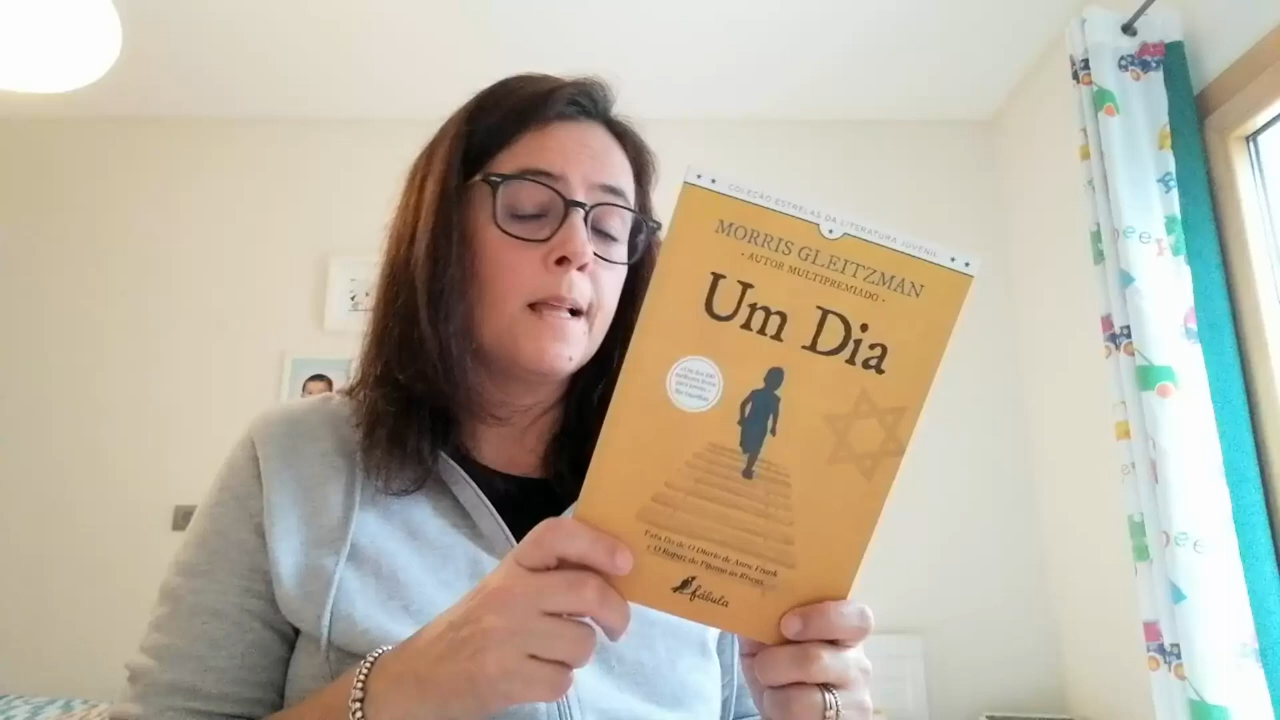 COLEÇÃO ESTRELAS DA LITERATURA JUVENIL
MORRIS GLEITZMAN
· AUTOR MULTIPREMIADO ·
Um Dia
Para fãs de O Diário de Anne Frank
e O Rapaz do Pijama às Riscas
fábula